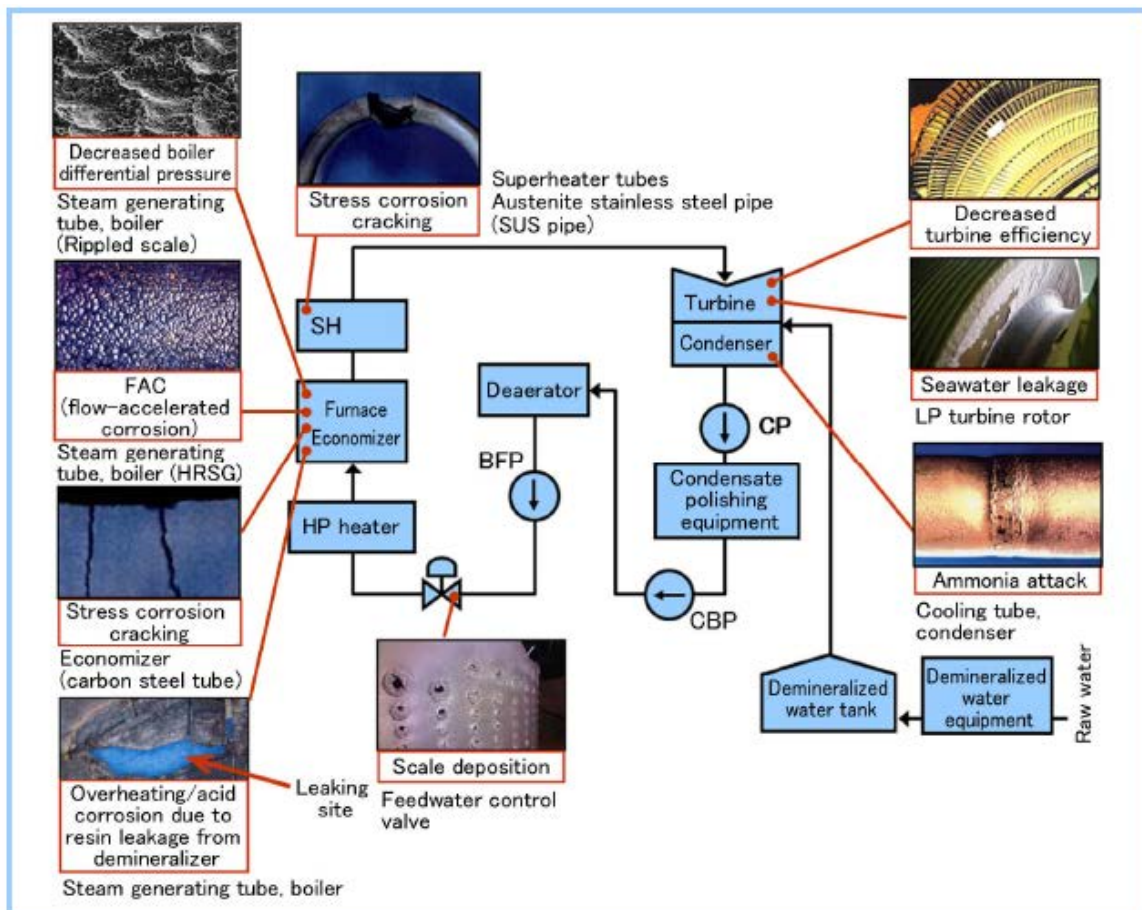 Decreased boiler
differential pressure
Steam generating
tube, boiler
(Rippled scale)
FAC
(flow-accelerated
corrosion)
Steam generating
tube, boiler (HRSG)
Stress corrosion
cracking
Economizer
(carbon steel tube)
Overheating/acid
corrosion due to
resin leakage from
demineralizer
Steam generating tube, boiler
Leaking
site
Stress corrosion
cracking
Superheater tubes
Austenite stainless steel pipe
(SUS pipe)
SH
Furnace
Economizer
HP heater
Deaerator
BFP
Scale deposition
Feedwater control
valve
Turbine
Condenser
CP
Condensate
polishing
equipment
CBP
Demineralized
water tank
Demineralized
water
equipment
Raw water
Decreased
turbine efficiency
Seawater leakage
LP turbine rotor
Ammonia attack
Cooling tube,
condenser